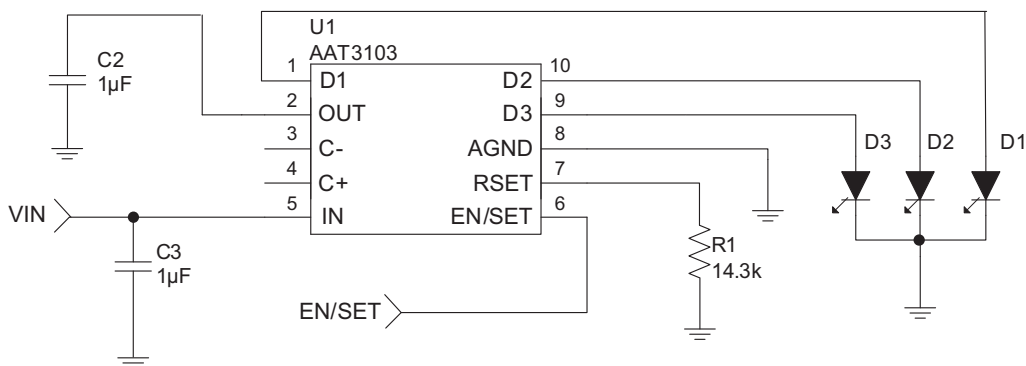 U1
AAT3103
C2
1µF
1
D1
D2
10
2
OUT
D3
9
3
C-
AGND
8
4
C+
RSET
7
5
IN
EN/SET
6
D3
D2
D1
VIN
C3
1µF
R1
14.3k
EN/SET